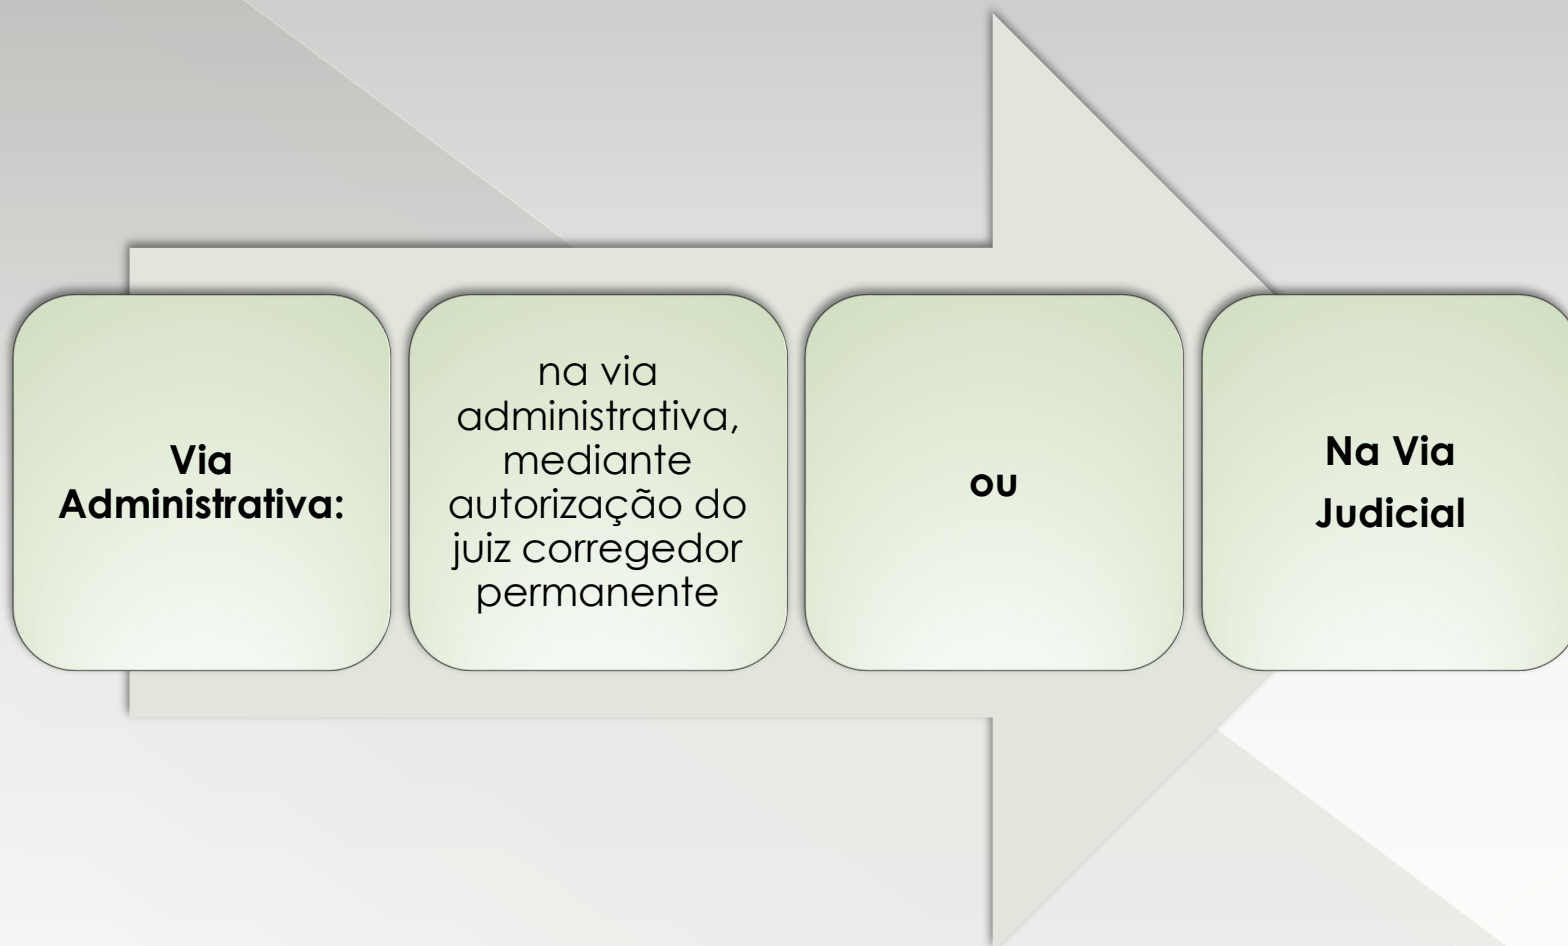 Via
Administrativa:
na via
administrativa,
mediante
autorização do
juiz corregedor
permanente
ou
Na Via
Judicial